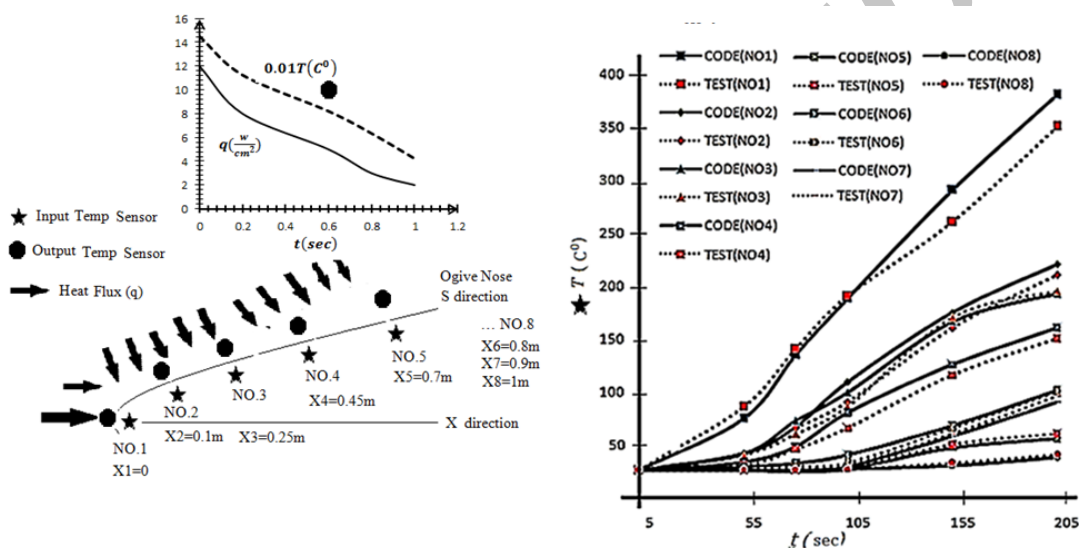 16
14
12
10
8
6
4
2
0
0.01T(C⁰)
q(w/cm²)
0 0.2 0.4 0.6 0.8 1 1.2
t(sec)
Input Temp Sensor
Output Temp Sensor
Heat Flux (q)
Ogive Nose
S direction
... NO.8
X6=0.8m
X7=0.9m
X8=1m
NO.5
X5=0.7m
NO.4
X4=0.45m
NO.3
X3=0.25m
NO.2
X2=0.1m
NO.1
X1=0
X direction
CODE(NO1)
TEST(NO1)
CODE(NO2)
TEST(NO2)
CODE(NO3)
TEST(NO3)
CODE(NO4)
TEST(NO4)
CODE(NO5)
TEST(NO5)
CODE(NO6)
TEST(NO6)
CODE(NO7)
TEST(NO7)
CODE(NO8)
TEST(NO8)
400
350
300
250
200
150
100
50
0
T (C⁰)
5 55 105 155 205
t(sec)